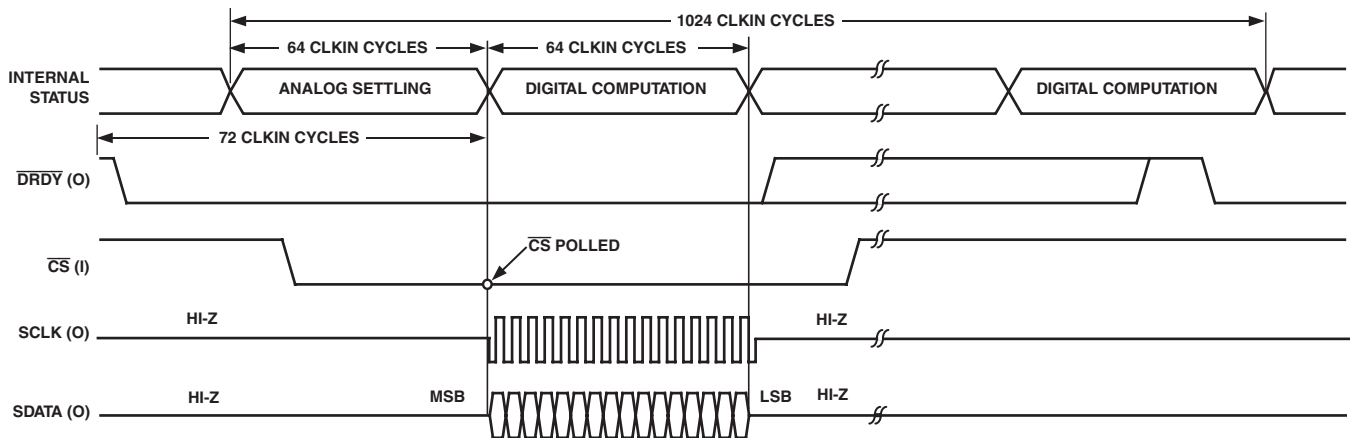 1024 CLKIN CYCLES
64 CLKIN CYCLES 64 CLKIN CYCLES
INTERNAL
STATUS
ANALOG SETTLING DIGITAL COMPUTATION DIGITAL COMPUTATION
72 CLKIN CYCLES
DRDY (O)
CS POLLED
CS (I)
HI-Z HI-Z
SCLK (O)
HI-Z MSB LSB HI-Z
SDATA (O)